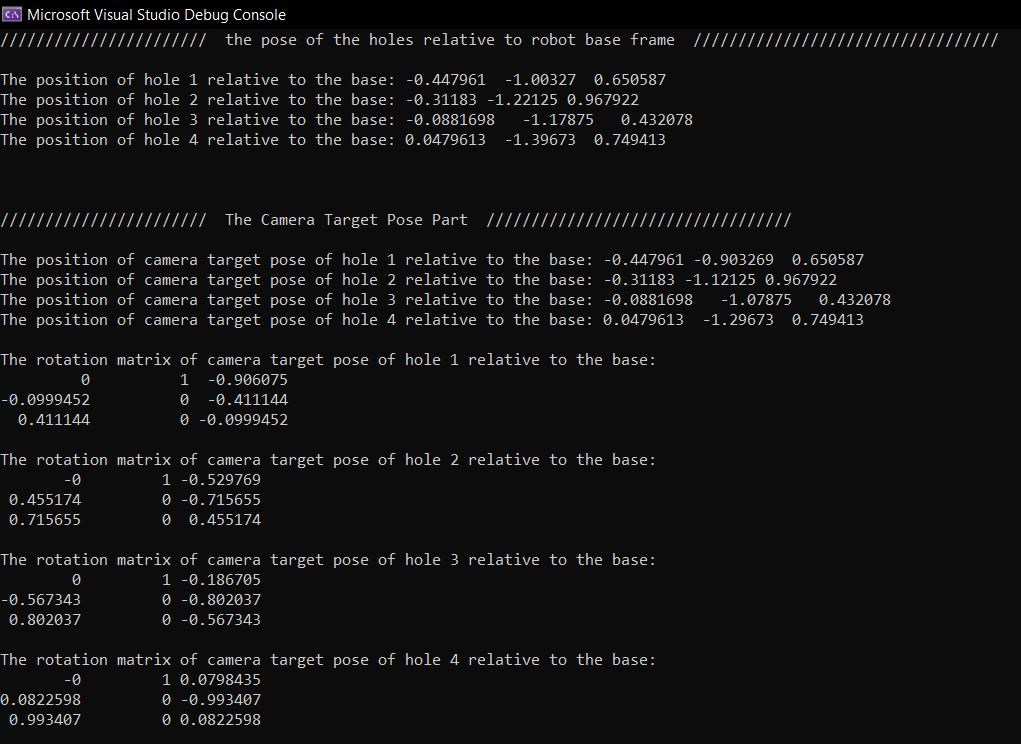 Microsoft Visual Studio Debug Console
/////////////////////// the pose of the holes relative to robot base frame //////////////////////////////////
The position of hole 1 relative to the base: -0.447961 -1.00327 0.650587
The position of hole 2 relative to the base: -0.31183 -1.22125 0.967922
The position of hole 3 relative to the base: -0.0881698 -1.17875 0.432078
The position of hole 4 relative to the base: 0.0479613 -1.39673 0.749413
/////////////////////// The Camera Target Pose Part //////////////////////////////////
The position of camera target pose of hole 1 relative to the base: -0.447961 -0.903269 0.650587
The position of camera target pose of hole 2 relative to the base: -0.31183 -1.12125 0.967922
The position of camera target pose of hole 3 relative to the base: -0.0881698 -1.07875 0.432078
The position of camera target pose of hole 4 relative to the base: 0.0479613 -1.29673 0.749413
The rotation matrix of camera target pose of hole 1 relative to the base:
0 1 -0.906075
-0.0999452 0 -0.411144
0.411144 0 -0.0999452
The rotation matrix of camera target pose of hole 2 relative to the base:
-0 1 -0.529769
0.455174 0 -0.715655
0.715655 0 0.455174
The rotation matrix of camera target pose of hole 3 relative to the base:
0 1 -0.186705
-0.567343 0 -0.802037
0.802037 0 -0.567343
The rotation matrix of camera target pose of hole 4 relative to the base:
-0 1 0.0798435
0.0822598 0 -0.993407
0.993407 0 0.0822598